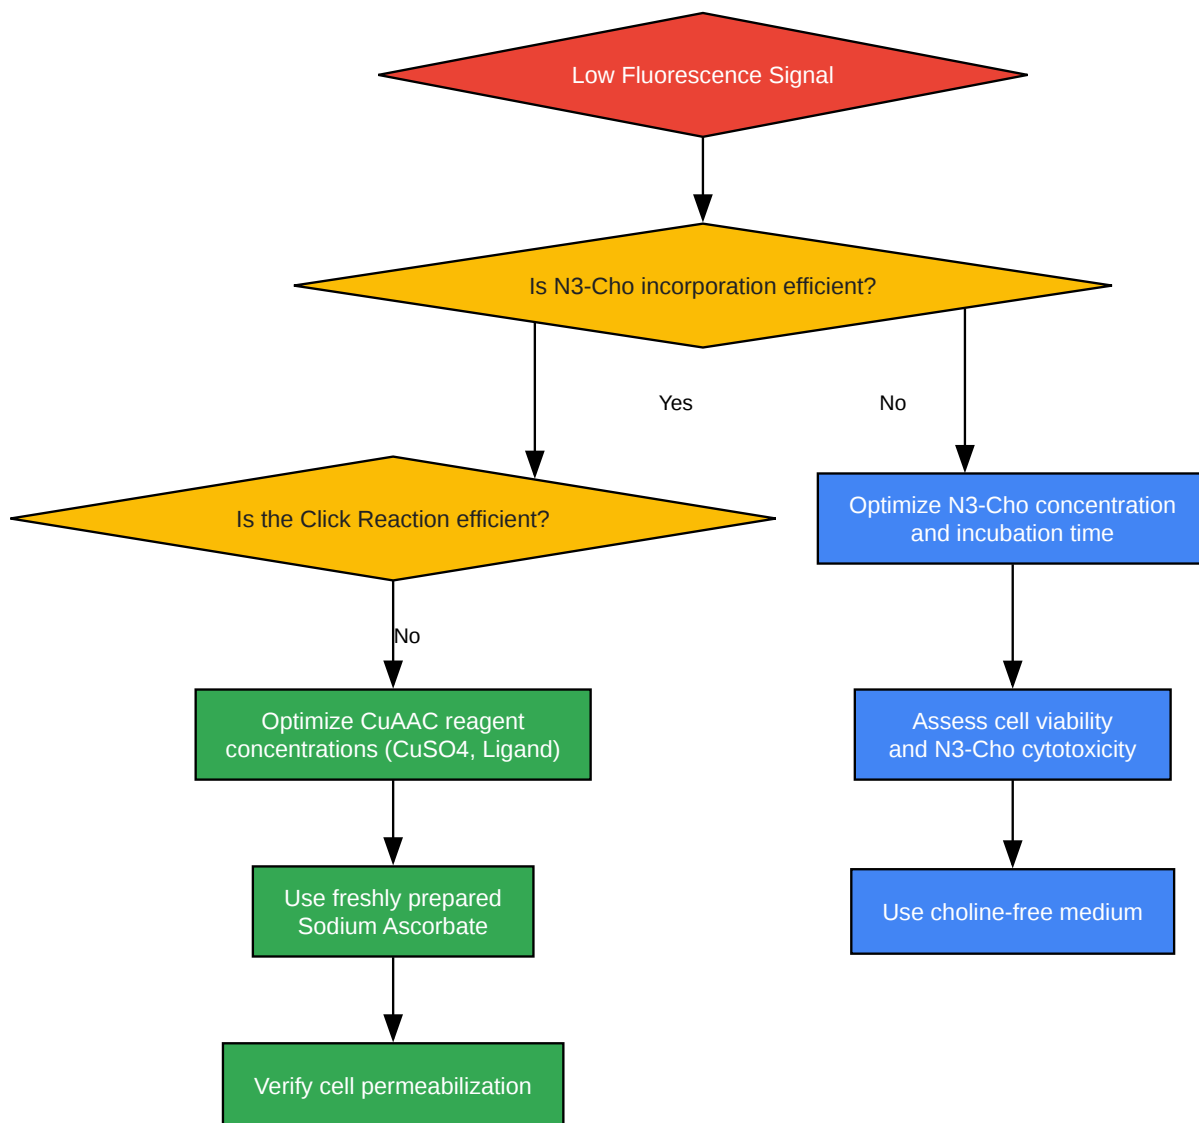 Low Fluorescence Signal
Is N3-Cho incorporation efficient?
Yes
No
Is the Click Reaction efficient?
Optimize N3-Cho concentration
and incubation time
No
Optimize CuAAC reagent
concentrations (CuSO4, Ligand)
Assess cell viability
and N3-Cho cytotoxicity
Use freshly prepared
Sodium Ascorbate
Use choline-free medium
Verify cell permeabilization